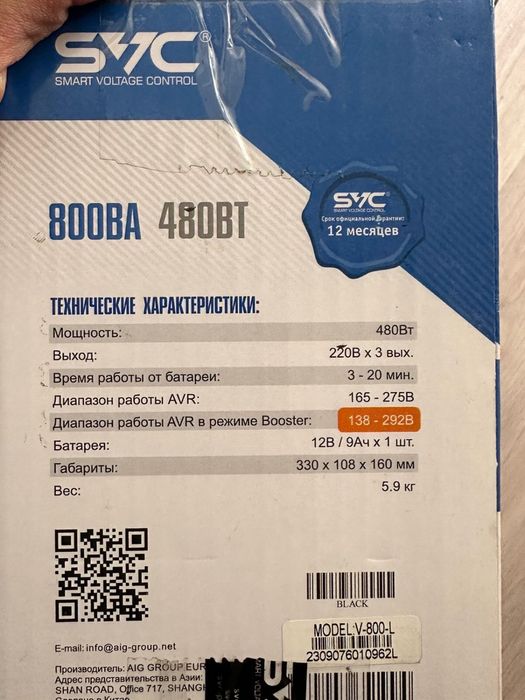 SVC®
SMART VOLTAGE CONTROL
SVC
SMART VOLTAGE CONTROL
Срок официальной гарантии:
12 месяцев
800ВА 480ВТ
ТЕХНИЧЕСКИЕ ХАРАКТЕРИСТИКИ:
Мощность: 480Вт
Выход: 220В x 3 вых.
Время работы от батареи: 3 - 20 мин.
Диапазон работы AVR: 165 - 275В
Диапазон работы AVR в режиме Booster: 138 - 292В
Батарея: 12В / 9Ач x 1 шт.
Габариты: 330 x 108 x 160 мм
Вес: 5.9 кг
BLACK
MODEL:V-800-L
2309076010962L
E-mail: info@aig-group.net
Производитель: AIG GROUP EUR
Адрес представительства в Азии:
SHAN ROAD, Office 717, SHANGH
Сделано в Китае